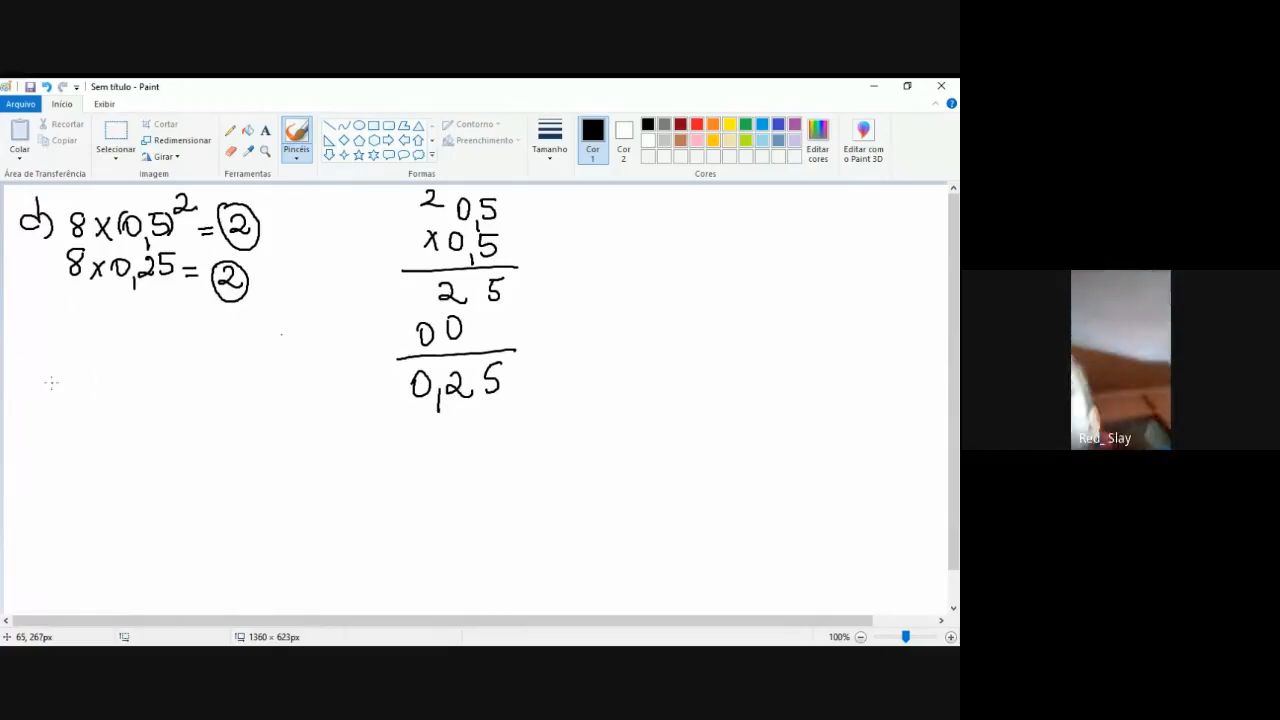 Sem título - Paint
Arquivo Início Exibir
Colar
Recortar
Copiar
Área de Transferência
Selecionar
Cortar
Redimensionar
Girar
Imagem
A
Ferramentas
Pincéis
Contorno
Preenchimento
Formas
Tamanho
Cor 1
Cor 2
Editar cores
Editar com o Paint 3D
Cores
d) 8 x (0,5)² = 2
8 x 0,25 = 2
2 0,5
x 0,5
2 5
0 0
0,25
Red_ Slay
65, 267px
1360 × 623px
100%